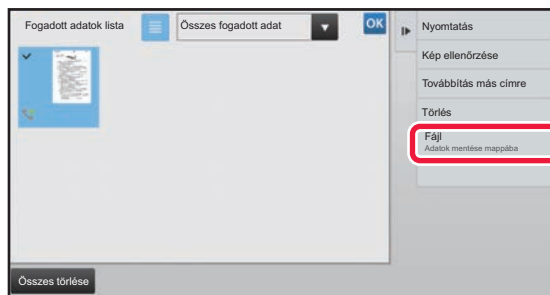 Fogadott adatok lista
Összes fogadott adat
OK
Nyomtatás
Kép ellenőrzése
Továbbítás más címre
Törlés
Fájl
Adatok mentése mappába
Összes törlése